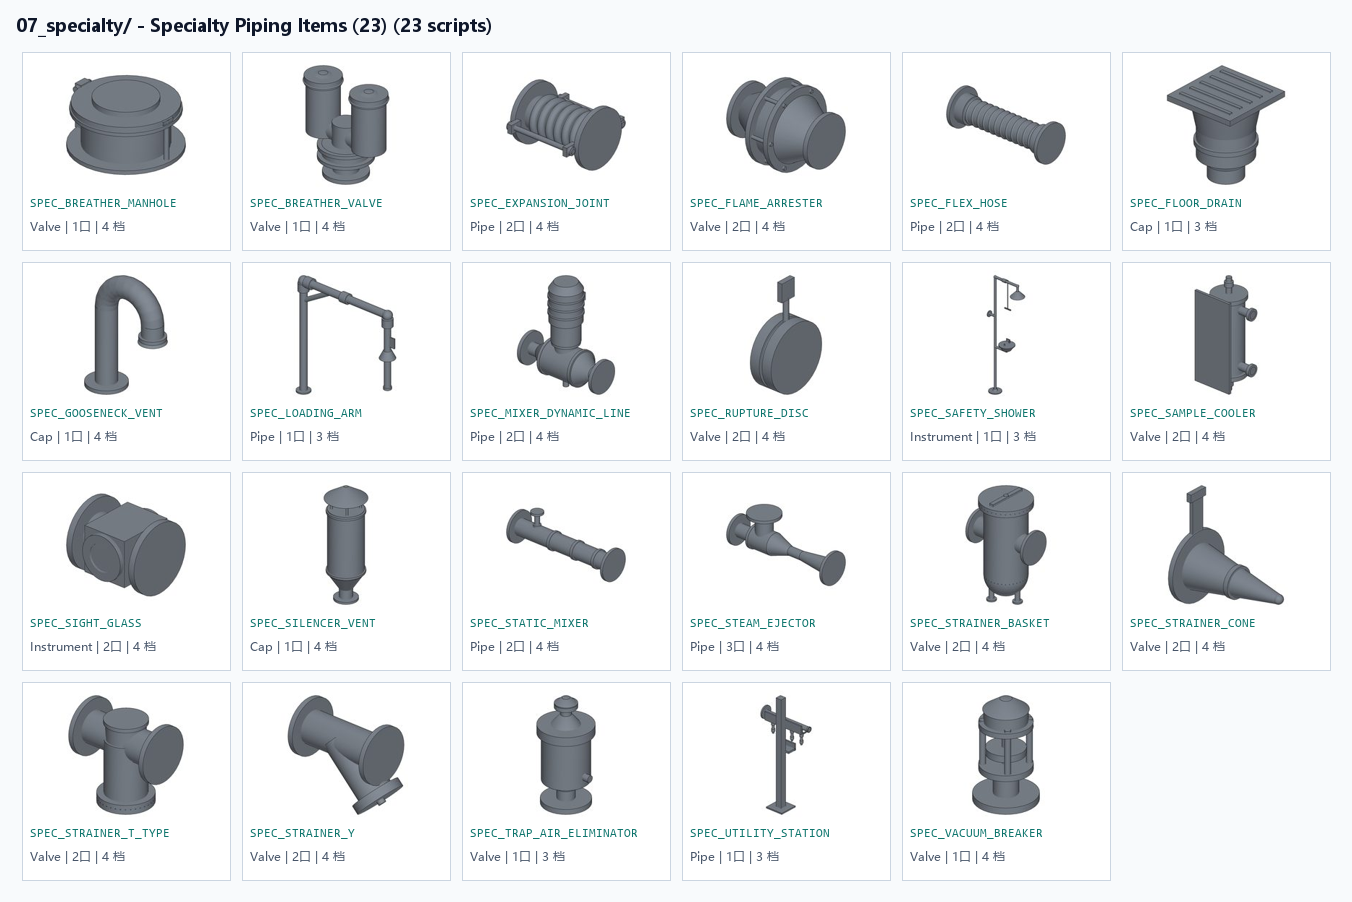 07_specialty/ - Specialty Piping Items (23) (23 scripts)
SPEC_BREATHER_MANHOLE
Valve | 1口 | 4 档
SPEC_BREATHER_VALVE
Valve | 1口 | 4 档
SPEC_EXPANSION_JOINT
Pipe | 2口 | 4 档
SPEC_FLAME_ARRESTER
Valve | 2口 | 4 档
SPEC_FLEX_HOSE
Pipe | 2口 | 4 档
SPEC_FLOOR_DRAIN
Cap | 1口 | 3 档
SPEC_GOOSENECK_VENT
Cap | 1口 | 4 档
SPEC_LOADING_ARM
Pipe | 1口 | 3 档
SPEC_MIXER_DYNAMIC_LINE
Pipe | 2口 | 4 档
SPEC_RUPTURE_DISC
Valve | 2口 | 4 档
SPEC_SAFETY_SHOWER
Instrument | 1口 | 3 档
SPEC_SAMPLE_COOLER
Valve | 2口 | 4 档
SPEC_SIGHT_GLASS
Instrument | 2口 | 4 档
SPEC_SILENCER_VENT
Cap | 1口 | 4 档
SPEC_STATIC_MIXER
Pipe | 2口 | 4 档
SPEC_STEAM_EJECTOR
Pipe | 3口 | 4 档
SPEC_STRAINER_BASKET
Valve | 2口 | 4 档
SPEC_STRAINER_CONE
Valve | 2口 | 4 档
SPEC_STRAINER_T_TYPE
Valve | 2口 | 4 档
SPEC_STRAINER_Y
Valve | 2口 | 4 档
SPEC_TRAP_AIR_ELIMINATOR
Valve | 1口 | 3 档
SPEC_UTILITY_STATION
Pipe | 1口 | 3 档
SPEC_VACUUM_BREAKER
Valve | 1口 | 4 档